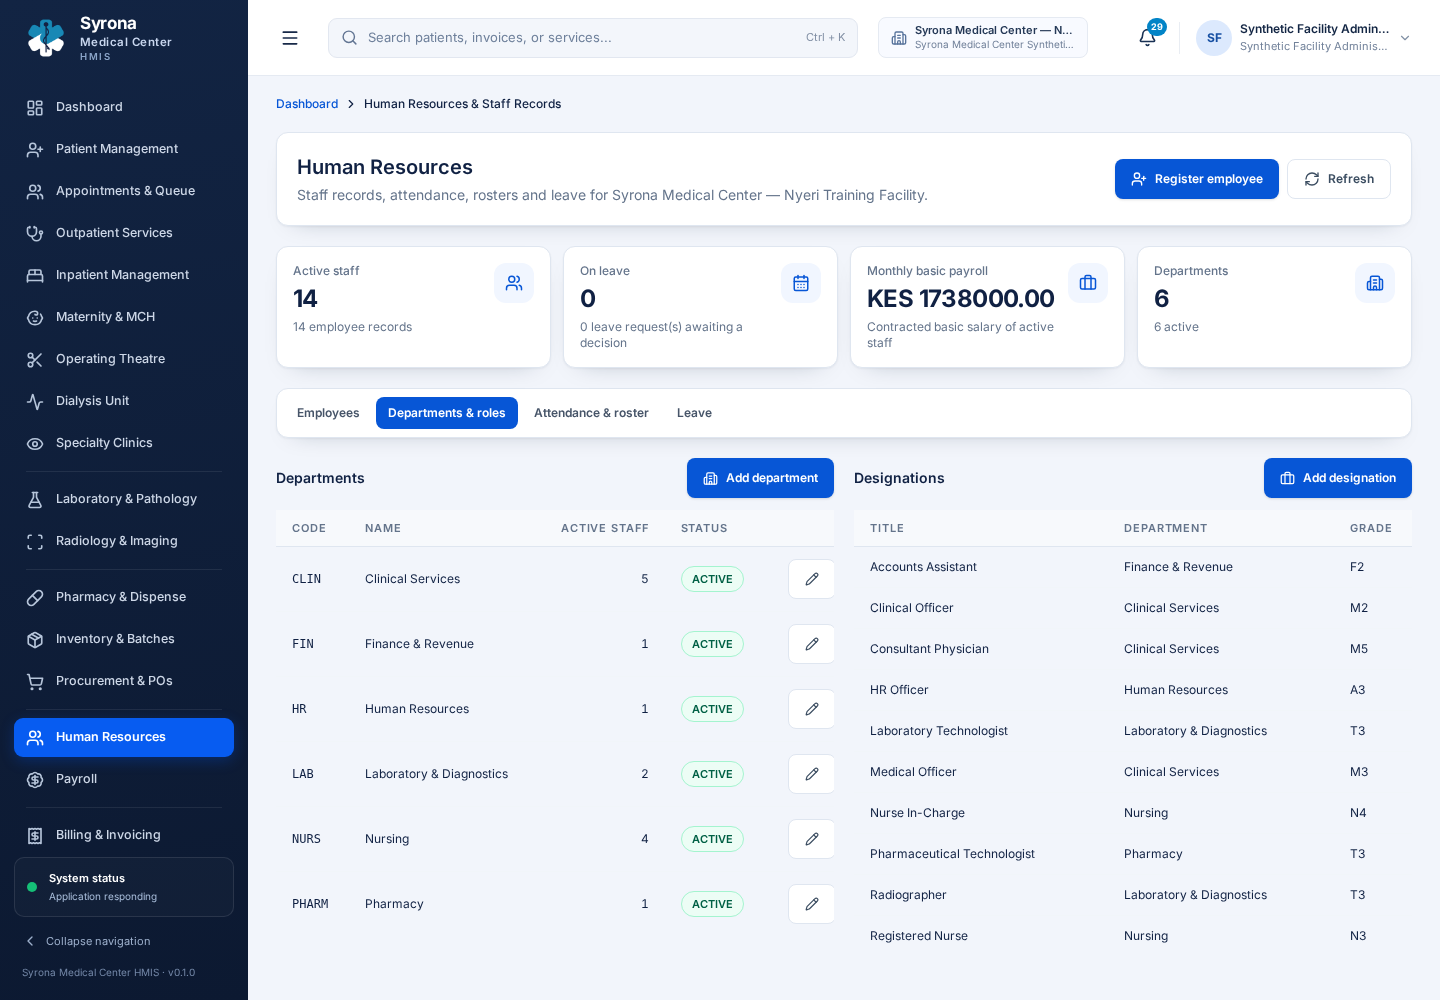 Syrona
Medical Center
HMIS
Dashboard
Patient Management
Appointments & Queue
Outpatient Services
Inpatient Management
Maternity & MCH
Operating Theatre
Dialysis Unit
Specialty Clinics
Laboratory & Pathology
Radiology & Imaging
Pharmacy & Dispense
Inventory & Batches
Procurement & POs
Human Resources
Payroll
Billing & Invoicing
System status
Application responding
Collapse navigation
Syrona Medical Center HMIS · v0.1.0
Search patients, invoices, or services...
Ctrl + K
Syrona Medical Center — N...
Syrona Medical Center Syntheti...
29
SF
Synthetic Facility Admin...
Synthetic Facility Adminis...
Dashboard > Human Resources & Staff Records
Human Resources
Staff records, attendance, rosters and leave for Syrona Medical Center — Nyeri Training Facility.
Register employee
Refresh
Active staff
14
14 employee records
On leave
0
0 leave request(s) awaiting a
decision
Monthly basic payroll
KES 1738000.00
Contracted basic salary of active
staff
Departments
6
6 active
Employees Departments & roles Attendance & roster Leave
Departments
Add department
CODE NAME ACTIVE STAFF STATUS
CLIN Clinical Services 5 ACTIVE
FIN Finance & Revenue 1 ACTIVE
HR Human Resources 1 ACTIVE
LAB Laboratory & Diagnostics 2 ACTIVE
NURS Nursing 4 ACTIVE
PHARM Pharmacy 1 ACTIVE
Designations
Add designation
TITLE DEPARTMENT GRADE
Accounts Assistant Finance & Revenue F2
Clinical Officer Clinical Services M2
Consultant Physician Clinical Services M5
HR Officer Human Resources A3
Laboratory Technologist Laboratory & Diagnostics T3
Medical Officer Clinical Services M3
Nurse In-Charge Nursing N4
Pharmaceutical Technologist Pharmacy T3
Radiographer Laboratory & Diagnostics T3
Registered Nurse Nursing N3